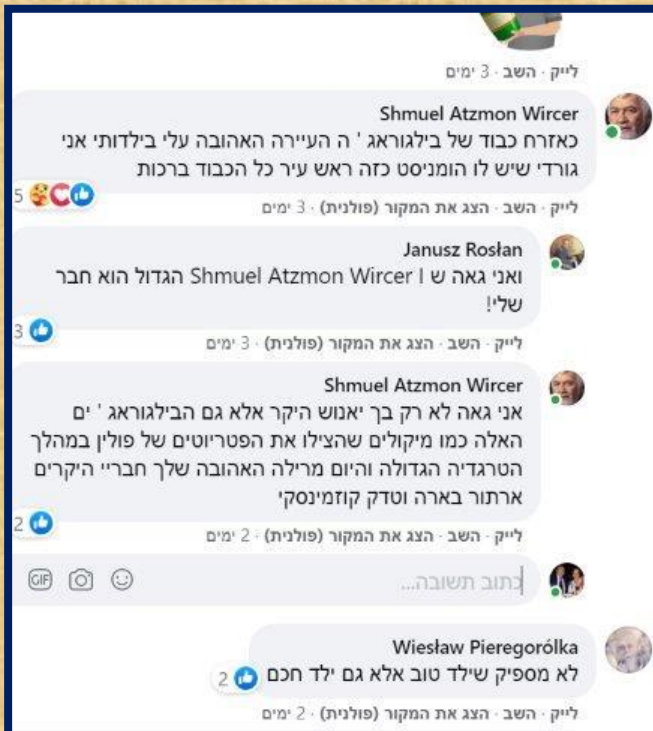 לייק · השב · 3 ימים
Shmuel Atzmon Wircer
כאזרח כבוד של בילגוראג ' ה העיירה האהובה עלי בילדותי אני
גורדי שיש לו הומניסט כזה ראש עיר כל הכבוד ברכות
5
לייק · השב · הצג את המקור (פולנית) · 3 ימים
Janusz Rosłan
ואני גאה ש Shmuel Atzmon Wircer I הגדול הוא חבר
שלי!
3
לייק · השב · הצג את המקור (פולנית) · 3 ימים
Shmuel Atzmon Wircer
אני גאה לא רק בך יאנוש היקר אלא גם הבילגוראג ' ים
האלה כמו מיקולים שהצילו את הפטריוטים של פולין במהלך
הטרגדיה הגדולה והיום מרילה האהובה שלך חבריי היקרים
ארתור בארה וטדק קוזמינסקי
2
לייק · השב · הצג את המקור (פולנית) · 2 ימים
כתוב תשובה...
GIF
Wiesław Pieregorólka
לא מספיק שילד טוב אלא גם ילד חכם
2
לייק · השב · הצג את המקור (פולנית) · 2 ימים